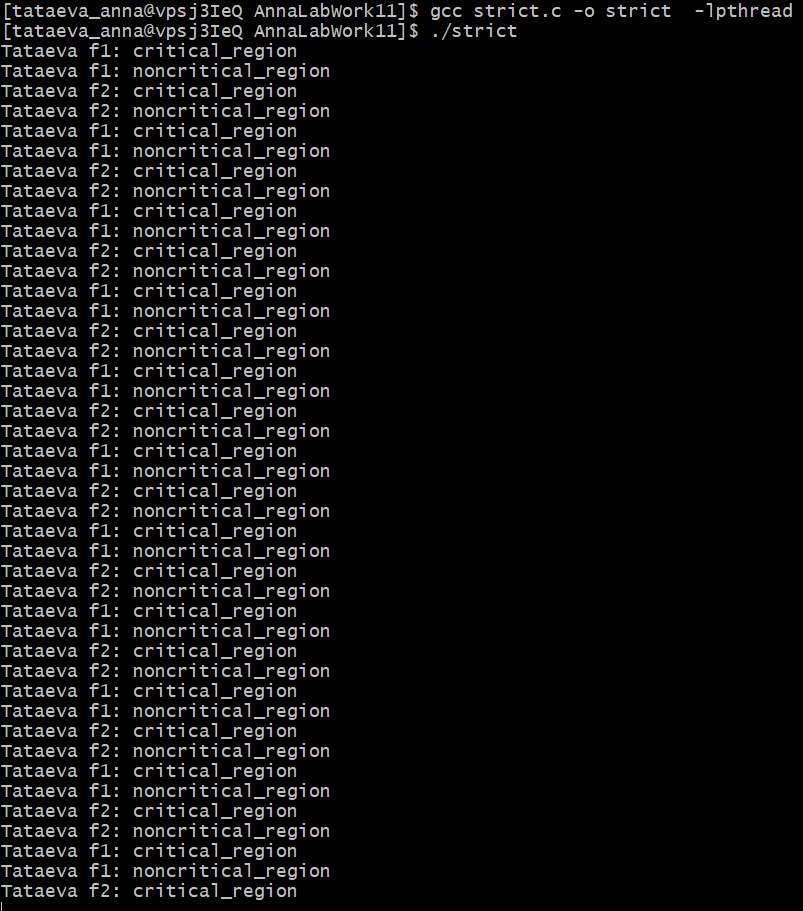 [tataeva_anna@vpsj3IeQ AnnaLabWork11]$ gcc strict.c -o strict  -lpthread
[tataeva_anna@vpsj3IeQ AnnaLabWork11]$ ./strict
Tataeva f1: critical_region
Tataeva f1: noncritical_region
Tataeva f2: critical_region
Tataeva f2: noncritical_region
Tataeva f1: critical_region
Tataeva f1: noncritical_region
Tataeva f2: critical_region
Tataeva f2: noncritical_region
Tataeva f1: critical_region
Tataeva f1: noncritical_region
Tataeva f2: critical_region
Tataeva f2: noncritical_region
Tataeva f1: critical_region
Tataeva f1: noncritical_region
Tataeva f2: critical_region
Tataeva f2: noncritical_region
Tataeva f1: critical_region
Tataeva f1: noncritical_region
Tataeva f2: critical_region
Tataeva f2: noncritical_region
Tataeva f1: critical_region
Tataeva f1: noncritical_region
Tataeva f2: critical_region
Tataeva f2: noncritical_region
Tataeva f1: critical_region
Tataeva f1: noncritical_region
Tataeva f2: critical_region
Tataeva f2: noncritical_region
Tataeva f1: critical_region
Tataeva f1: noncritical_region
Tataeva f2: critical_region
Tataeva f2: noncritical_region
Tataeva f1: critical_region
Tataeva f1: noncritical_region
Tataeva f2: critical_region
Tataeva f2: noncritical_region
Tataeva f1: critical_region
Tataeva f1: noncritical_region
Tataeva f2: critical_region
Tataeva f2: noncritical_region
Tataeva f1: critical_region
Tataeva f1: noncritical_region
Tataeva f2: critical_region